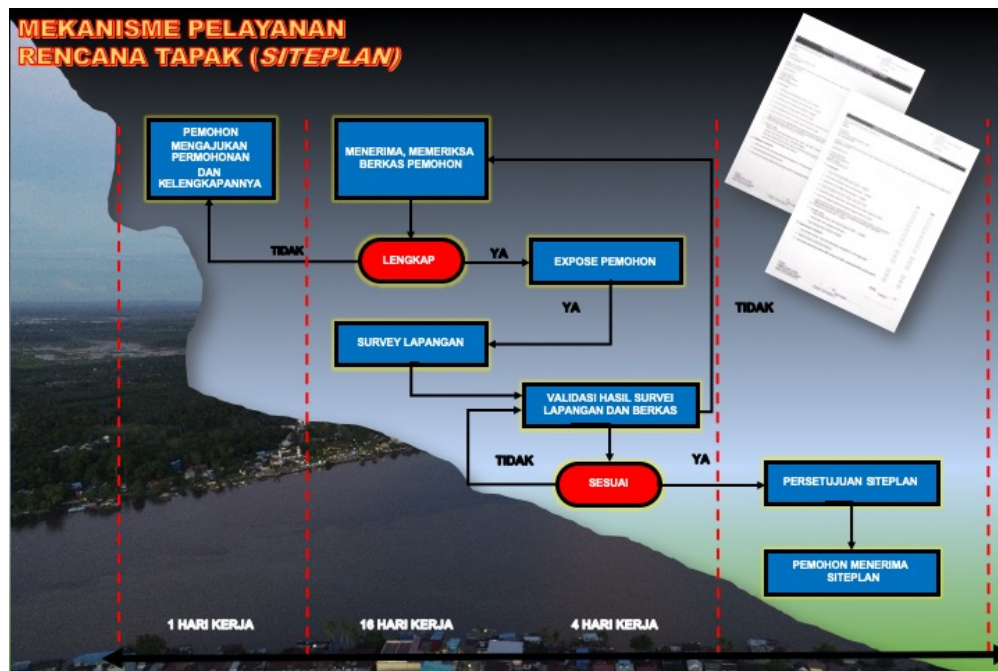 MEKANISME PELAYANAN
RENCANA TAPAK (SITEPLAN)
PEMOHON
MENGAJUKAN
PERMOHONAN
DAN
KELENGKAPANNYA
MENERIMA, MEMERIKSA
BERKAS PEMOHON
TIDAK
LENGKAP
YA
EXPOSE PEMOHON
YA
TIDAK
SURVEY LAPANGAN
VALIDASI HASIL SURVEI
LAPANGAN DAN BERKAS
TIDAK
SESUAI
YA
PERSETUJUAN SITEPLAN
PEMOHON MENERIMA
SITEPLAN
1 HARI KERJA
16 HARI KERJA
4 HARI KERJA